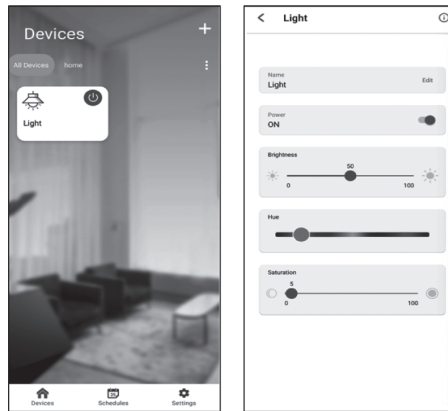 Devices
All Devices home
Light
Devices Schedules Settings
Light
Name
Light
Edit
Power
ON
Brightness
50
0 100
Hue
Saturation
5
0 100